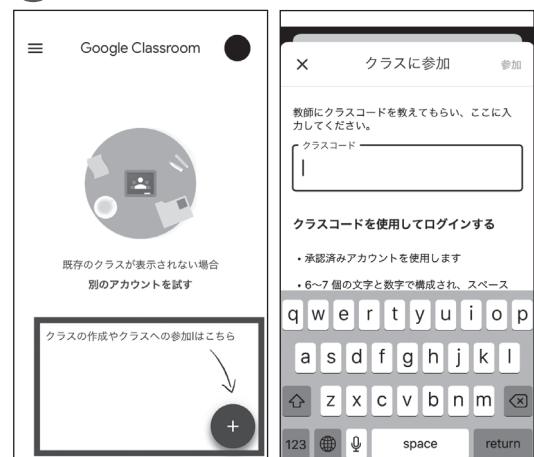 Google Classroom
既存のクラスが表示されない場合
別のアカウントを試す
クラスの作成やクラスへの参加Iはこちら
+
クラスに参加
参加
教師にクラスコードを教えてもらい、ここに入
力してください。
クラスコード
クラスコードを使用してログインする
• 承認済みアカウントを使用します
• 6〜7 個の文字と数字で構成され、スペース
q w e r t y u i o p
a s d f g h j k l
z x c v b n m
123 space return